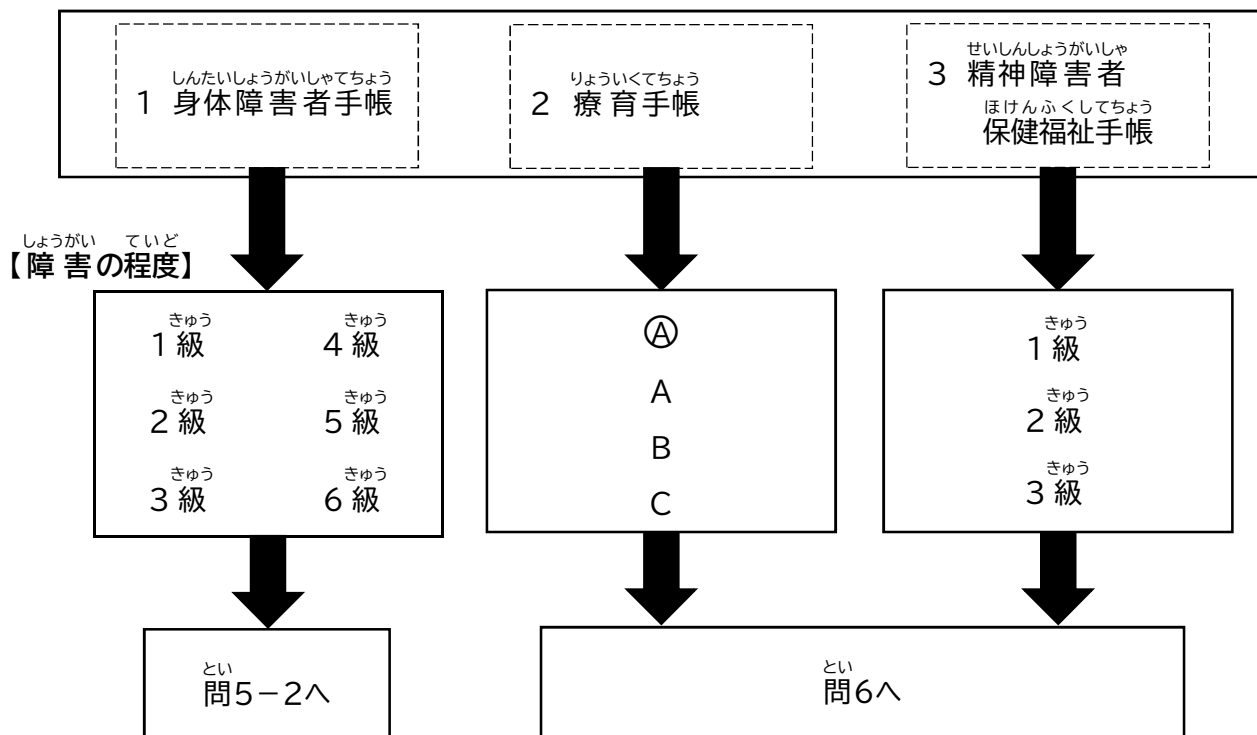 しんたいしょうがいしゃてちょう
1 身体障害者手帳
りょういくてちょう
2 療育手帳
せいしんしょうがいしゃ
3 精神障害者
ほけんふくしてちょう
保健福祉手帳
しょうがい ていど
【障害の程度】
きゅう きゅう
1級 4級
きゅう きゅう
2級 5級
きゅう きゅう
3級 6級
Ⓐ
A
B
C
きゅう
1級
きゅう
2級
きゅう
3級
とい
問5－2へ
とい
問6へ